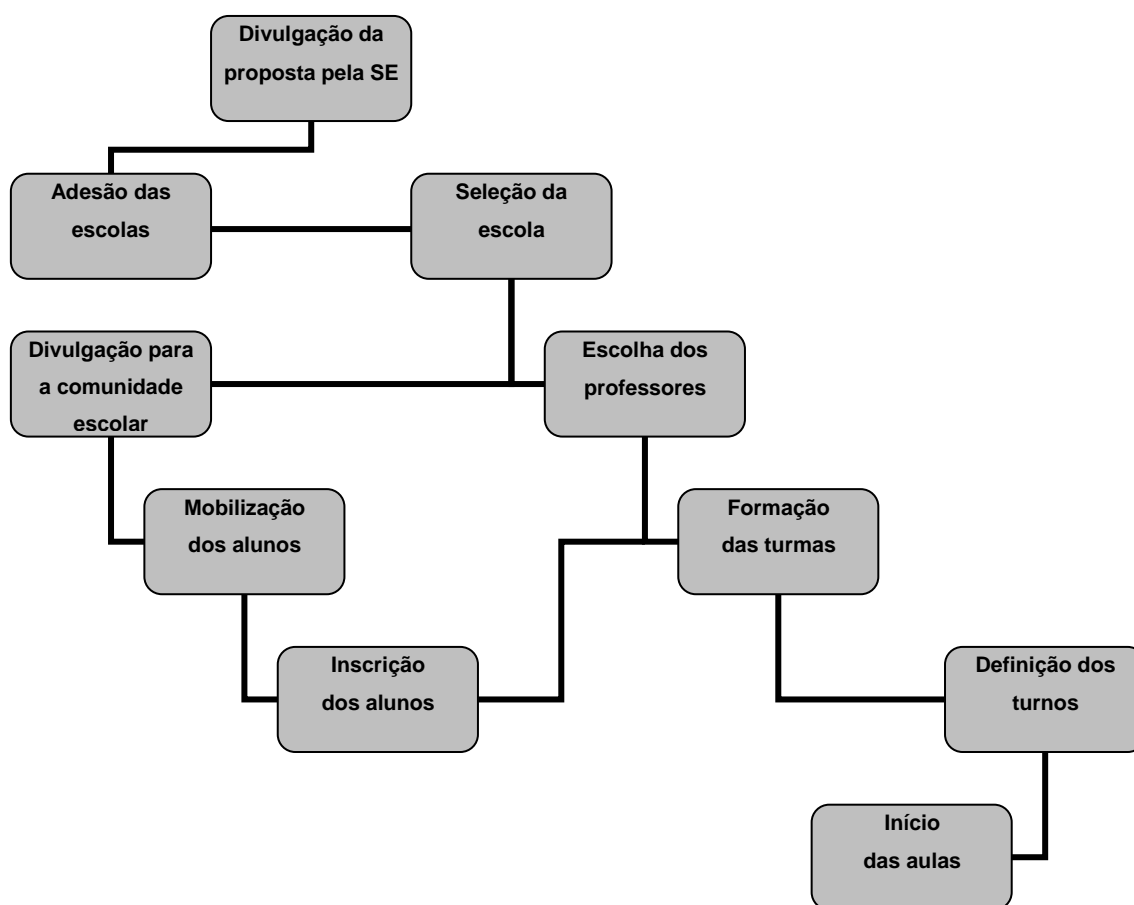 Divulgação da
proposta pela SE
Adesão das
escolas
Seleção da
escola
Divulgação para
a comunidade
escolar
Escolha dos
professores
Mobilização
dos alunos
Formação
das turmas
Inscrição
dos alunos
Definição dos
turnos
Início
das aulas